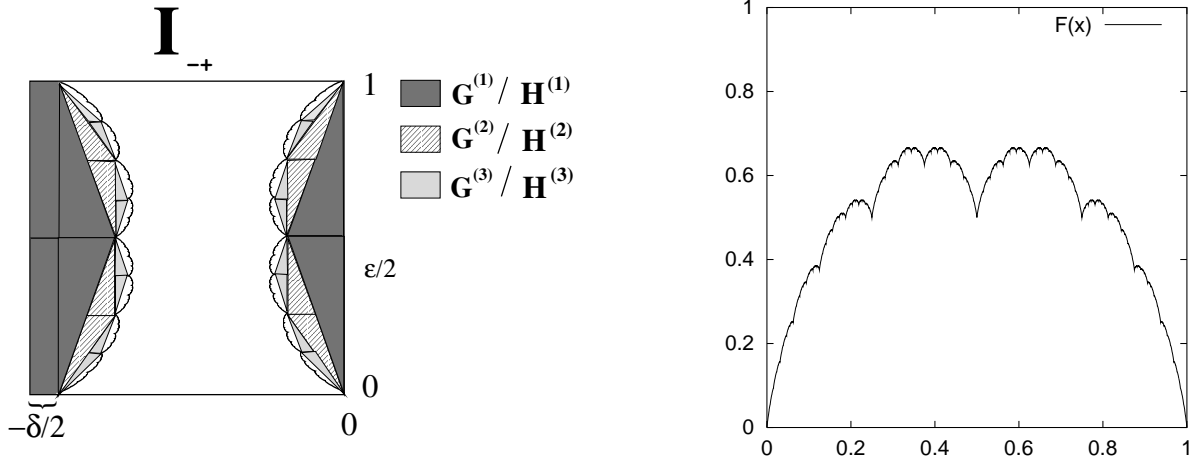 I₋₊
1
G⁽¹⁾ / H⁽¹⁾
G⁽²⁾ / H⁽²⁾
G⁽³⁾ / H⁽³⁾
ε/2
0
−δ/2
0
F(x)
1
0.8
0.6
0.4
0.2
0
0 0.2 0.4 0.6 0.8 1